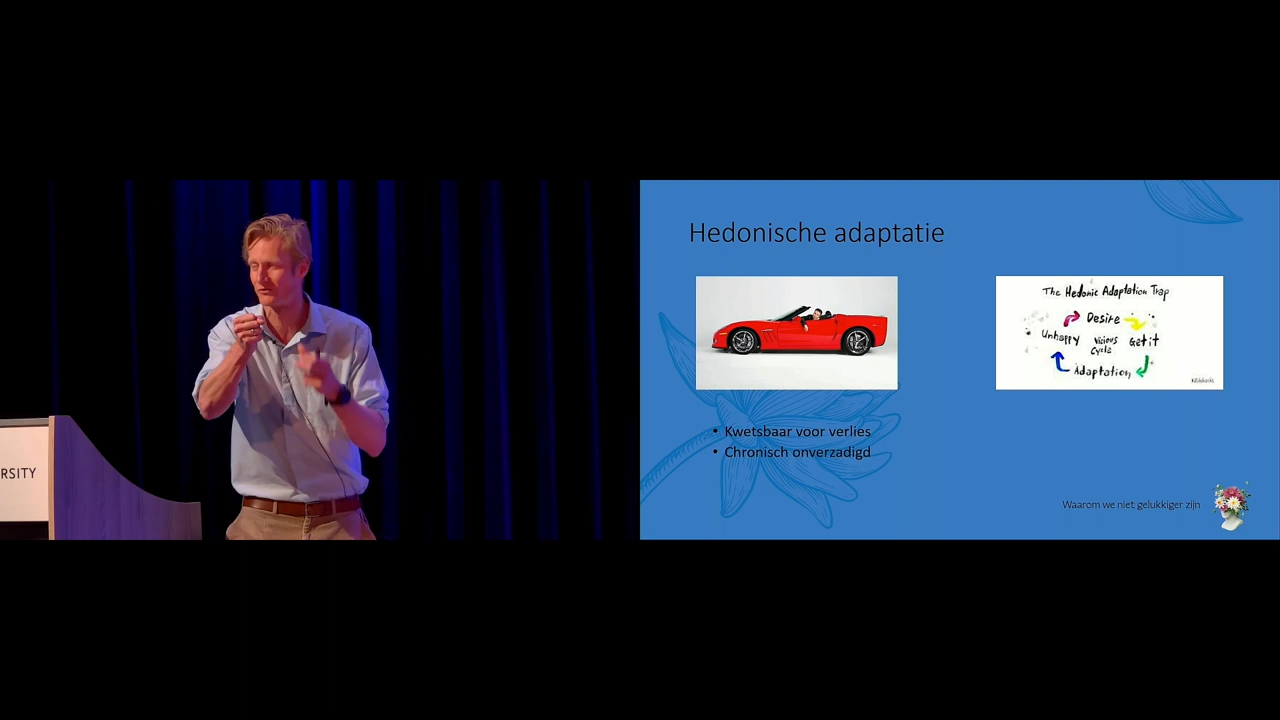 RSITY
Hedonische adaptatie
The Hedonic Adaptation Trap
Desire
Unhappy
Vicious
Cycle
Get it
Adaptation
• Kwetsbaar voor verlies
• Chronisch onverzadigd
Waarom we niet gelukkiger zijn